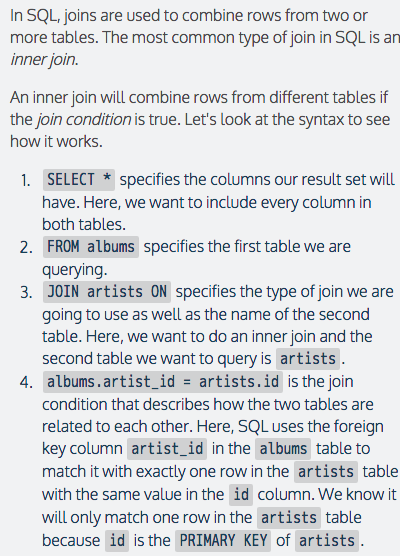 In SQL, joins are used to combine rows from two or
more tables. The most common type of join in SQL is an
inner join.
An inner join will combine rows from different tables if
the join condition is true. Let's look at the syntax to see
how it works.
1. SELECT * specifies the columns our result set will
have. Here, we want to include every column in
both tables.
2. FROM albums specifies the first table we are
querying.
3. JOIN artists ON specifies the type of join we are
going to use as well as the name of the second
table. Here, we want to do an inner join and the
second table we want to query is artists.
4. albums.artist_id = artists.id is the join
condition that describes how the two tables are
related to each other. Here, SQL uses the foreign
key column artist_id in the albums table to
match it with exactly one row in the artists table
with the same value in the id column. We know it
will only match one row in the artists table
because id is the PRIMARY KEY of artists.